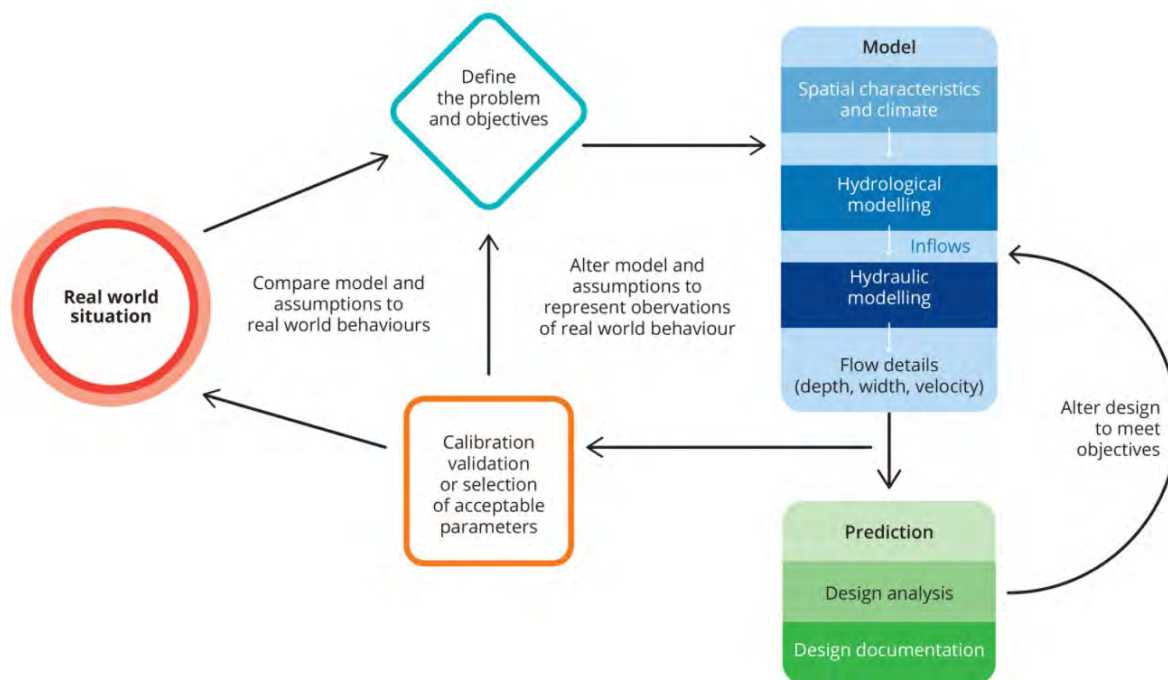 Define
the problem
and objectives
Model
Spatial characteristics
and climate
Hydrological
modelling
Inflows
Hydraulic
modelling
Flow details
(depth, width, velocity)
Real world
situation
Compare model and
assumptions to
real world behaviours
Alter model and
assumptions to
represent obervations
of real world behaviour
Calibration
validation
or selection
of acceptable
parameters
Alter design
to meet
objectives
Prediction
Design analysis
Design documentation